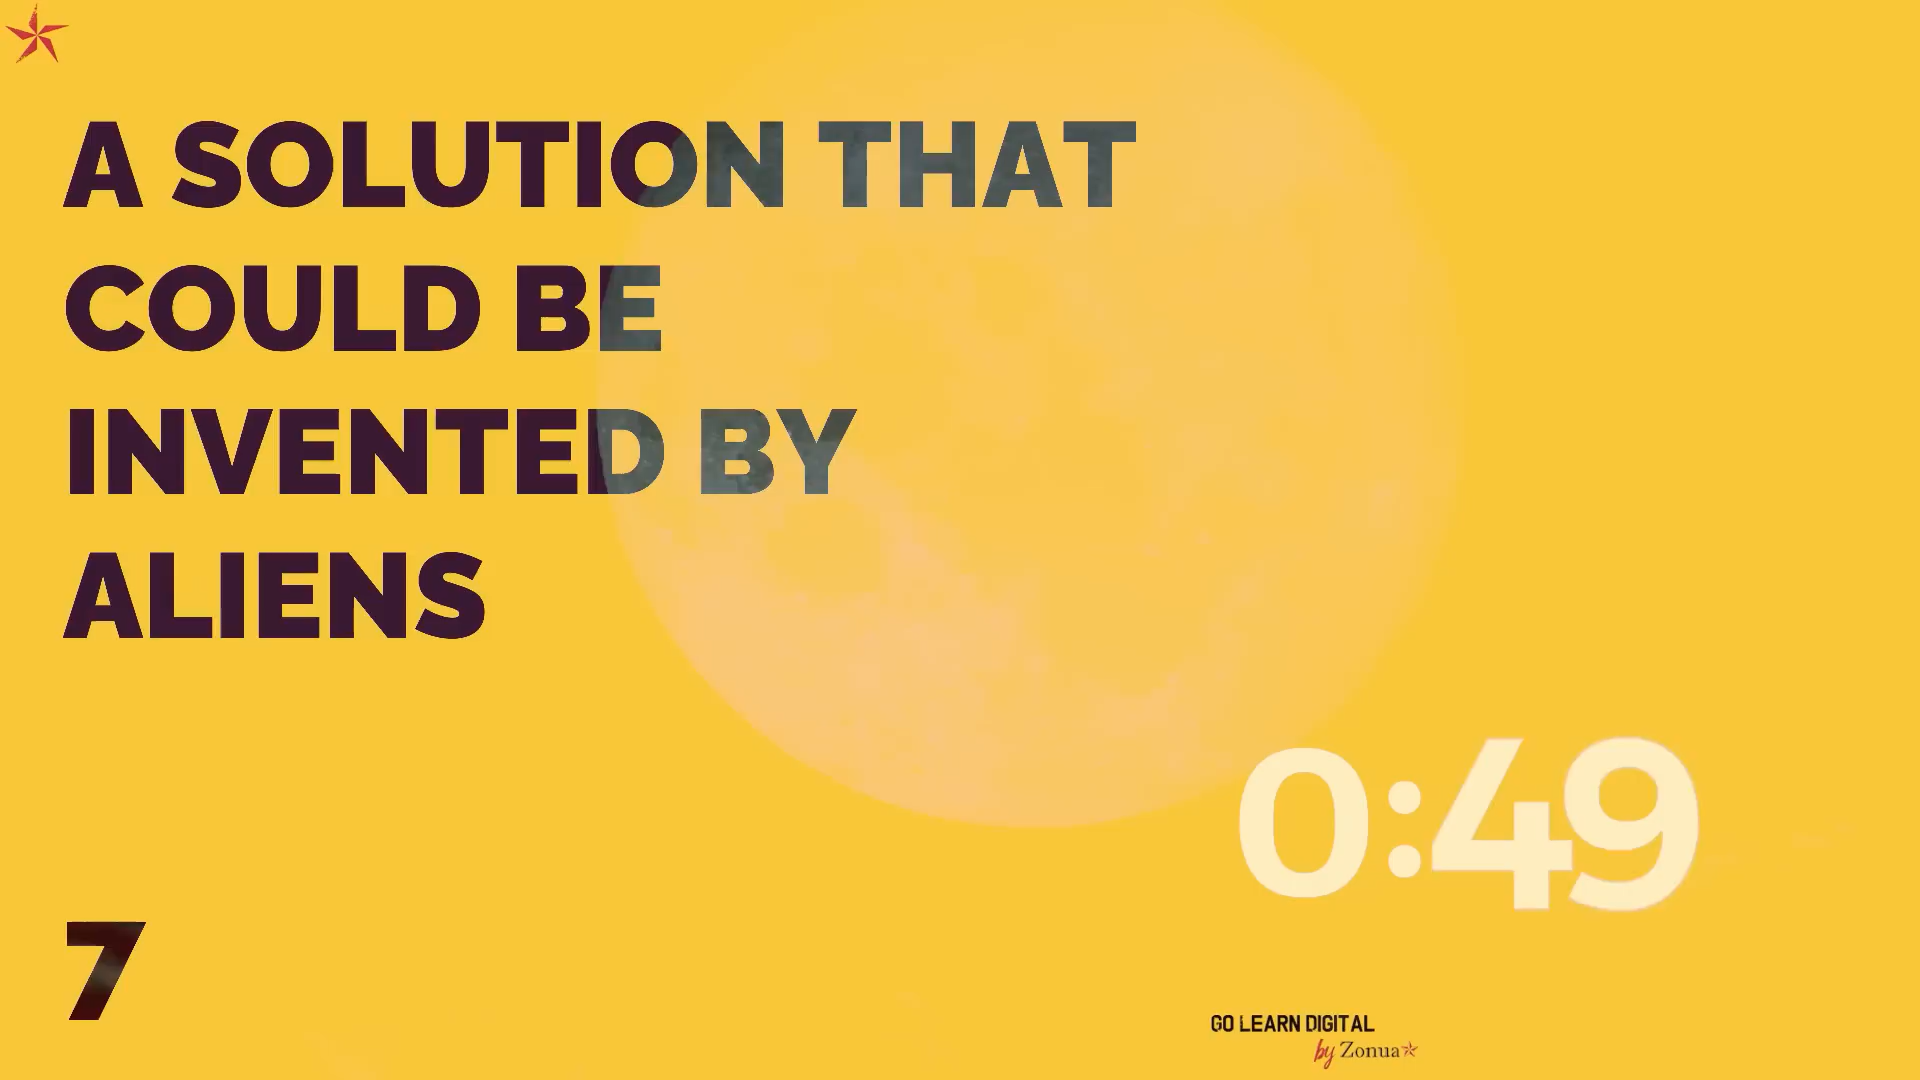 A SOLUTION THAT
COULD BE
INVENTED BY
ALIENS
0:49
7
GO LEARN DIGITAL
by Zonua